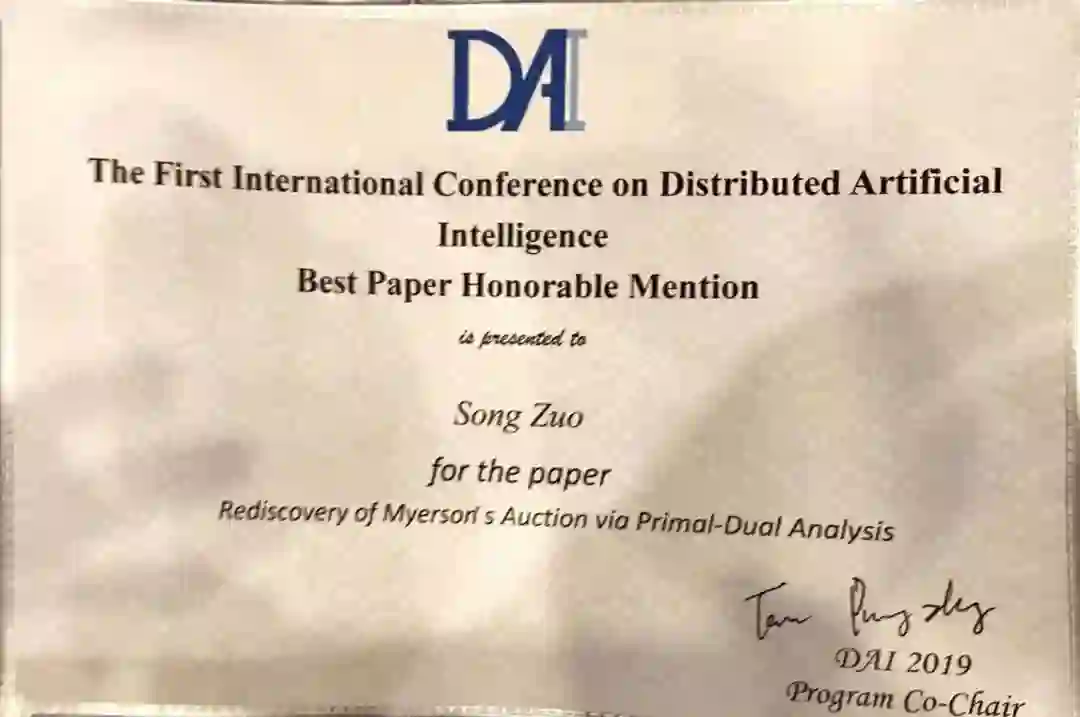 DAI
The First International Conference on Distributed Artificial
Intelligence
Best Paper Honorable Mention
is presented to
Song Zuo
for the paper
Rediscovery of Myerson's Auction via Primal-Dual Analysis
DAI 2019
Program Co-Chair